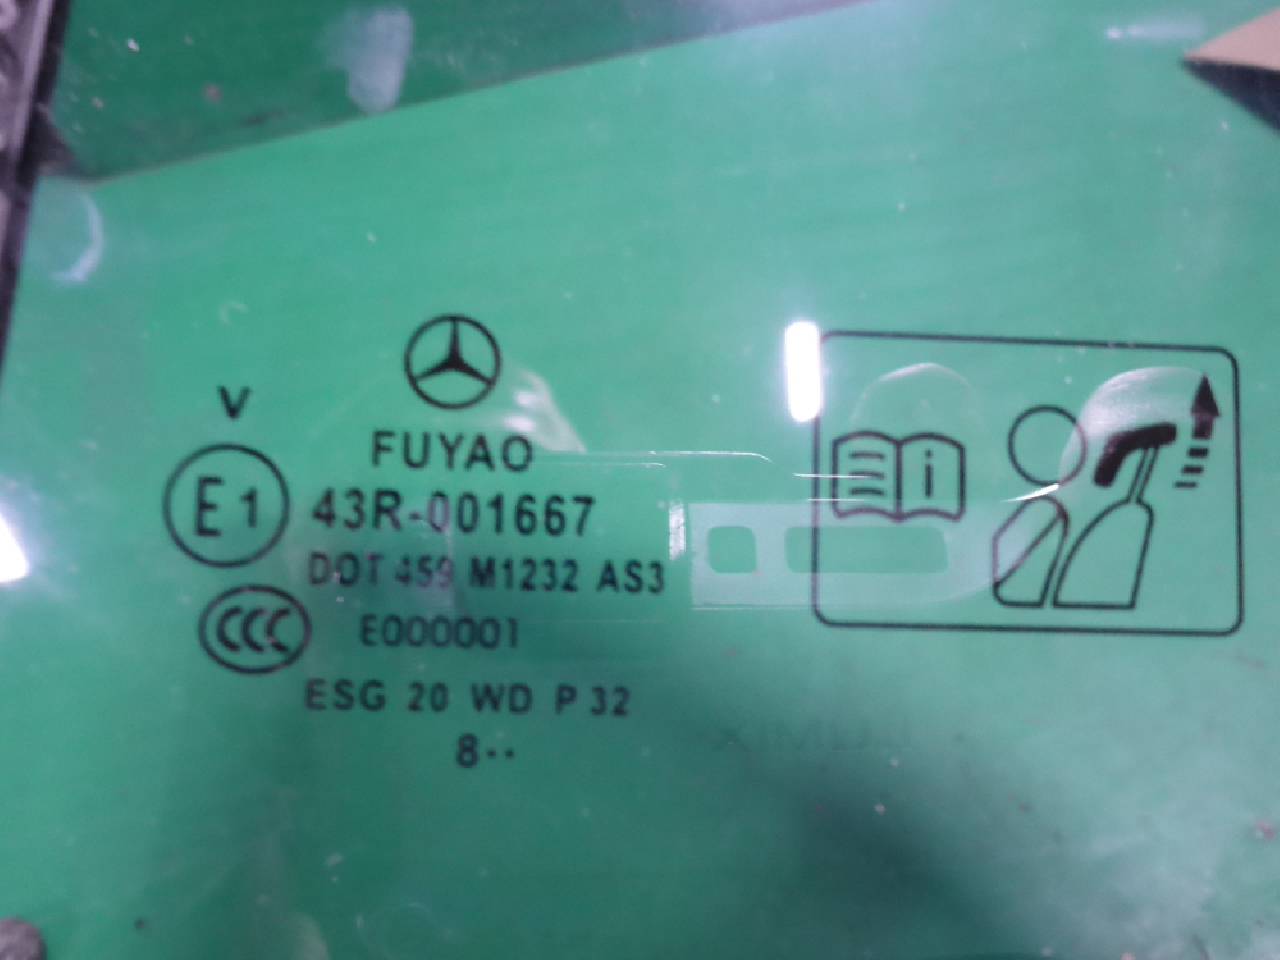 V
FUYAO
E1
43R-001667
DOT 459 M1232 AS3
CCC
E000001
ESG 20 WD P 32
8··
i